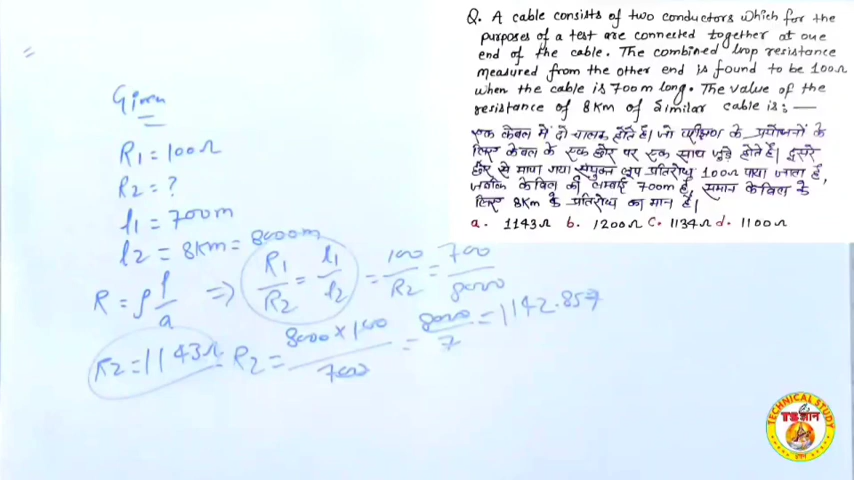 Q. A cable consists of two conductors which for the
purposes of a test are connected together at one
end of the cable. The combined loop resistance
measured from the other end is found to be 100Ω
when the cable is 700m long. The value of the
resistance of 8Km of similar cable is: —
एक केबल में दो चालक होते हैं। जो परीक्षण के प्रयोजनों के
लिए केबल के एक छोर पर एक साथ जुड़े होते हैं। दूसरे
छोर से मापा गया संयुक्त लूप प्रतिरोध 100Ω पाया जाता है,
जबकि केबिल की लम्बाई 700m है, समान केबिल के
लिए 8Km के प्रतिरोध का मान है।
a. 1143Ω b. 1200Ω c. 1134Ω d. 1100Ω
=
Given
R1 = 100Ω
R2 = ?
l1 = 700m
l2 = 8Km = 8000m
R = ρ l/a ⇒ R1/R2 = l1/l2 = 100/R2 = 700/8000
R2 = 1143Ω R2 = 8000 × 100/700 = 8000/7 = 1142.857
TECHNICAL STUDY
TS ज्ञान